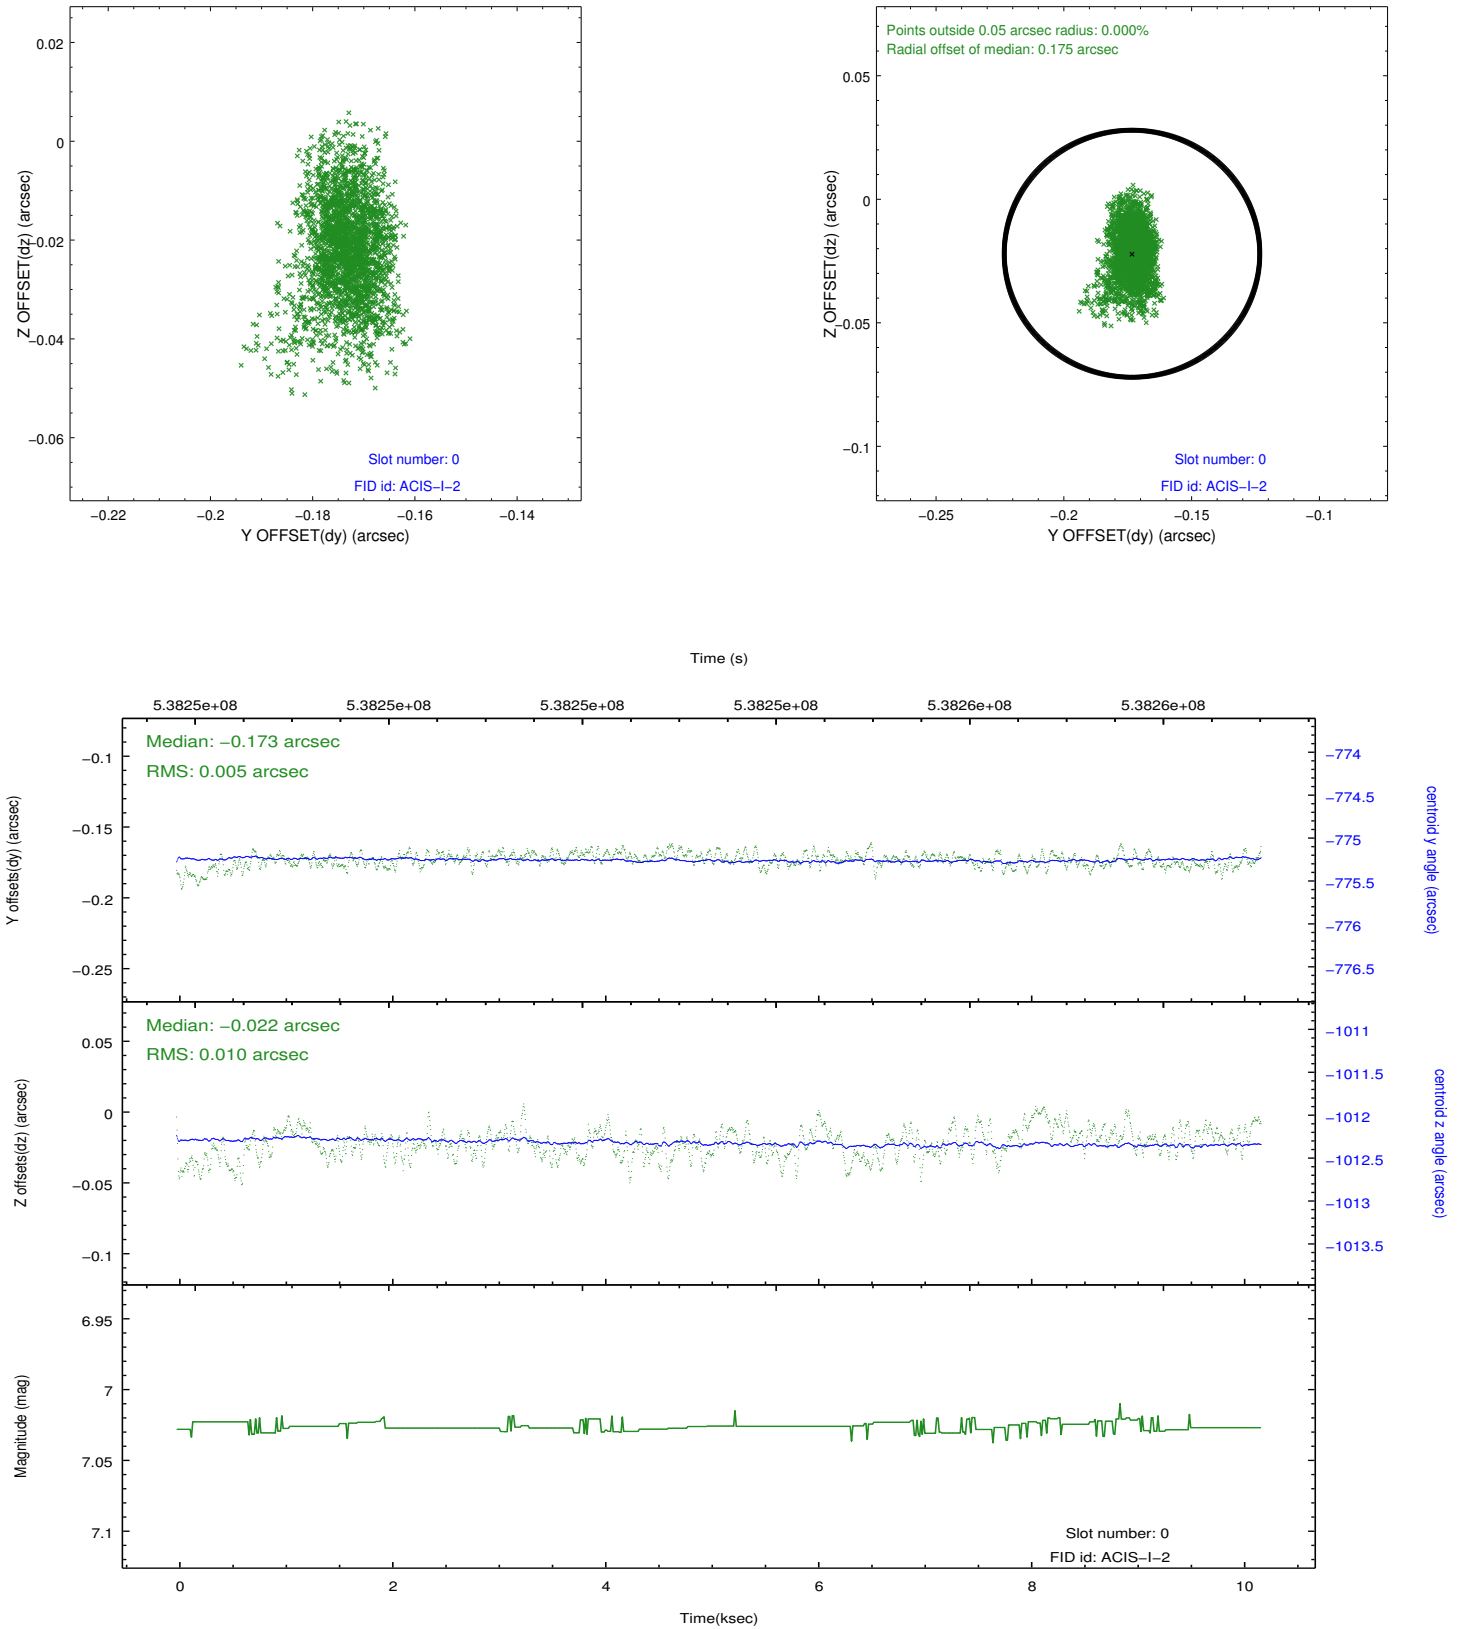 0.02
0
−0.02
−0.04
−0.06
Z OFFSET(dz) (arcsec)
Slot number: 0
FID id: ACIS−I−2
−0.22
−0.2
−0.18
−0.16
−0.14
Y OFFSET(dy) (arcsec)
Points outside 0.05 arcsec radius: 0.000%
Radial offset of median: 0.175 arcsec
0.05
0
−0.05
−0.1
Z OFFSET(dz) (arcsec)
Slot number: 0
FID id: ACIS−I−2
−0.25
−0.2
−0.15
−0.1
Y OFFSET(dy) (arcsec)
Time (s)
5.3825e+08
5.3825e+08
5.3825e+08
5.3825e+08
5.3826e+08
5.3826e+08
Median: −0.173 arcsec
RMS: 0.005 arcsec
−0.1
−0.15
−0.2
−0.25
Y offsets(dy) (arcsec)
−774
−774.5
−775
−775.5
−776
−776.5
centroid y angle (arcsec)
Median: −0.022 arcsec
RMS: 0.010 arcsec
0.05
0
−0.05
−0.1
Z offsets(dz) (arcsec)
−1011
−1011.5
−1012
−1012.5
−1013
−1013.5
centroid z angle (arcsec)
6.95
7
7.05
7.1
Magnitude (mag)
Slot number: 0
FID id: ACIS−I−2
0
2
4
6
8
10
Time(ksec)